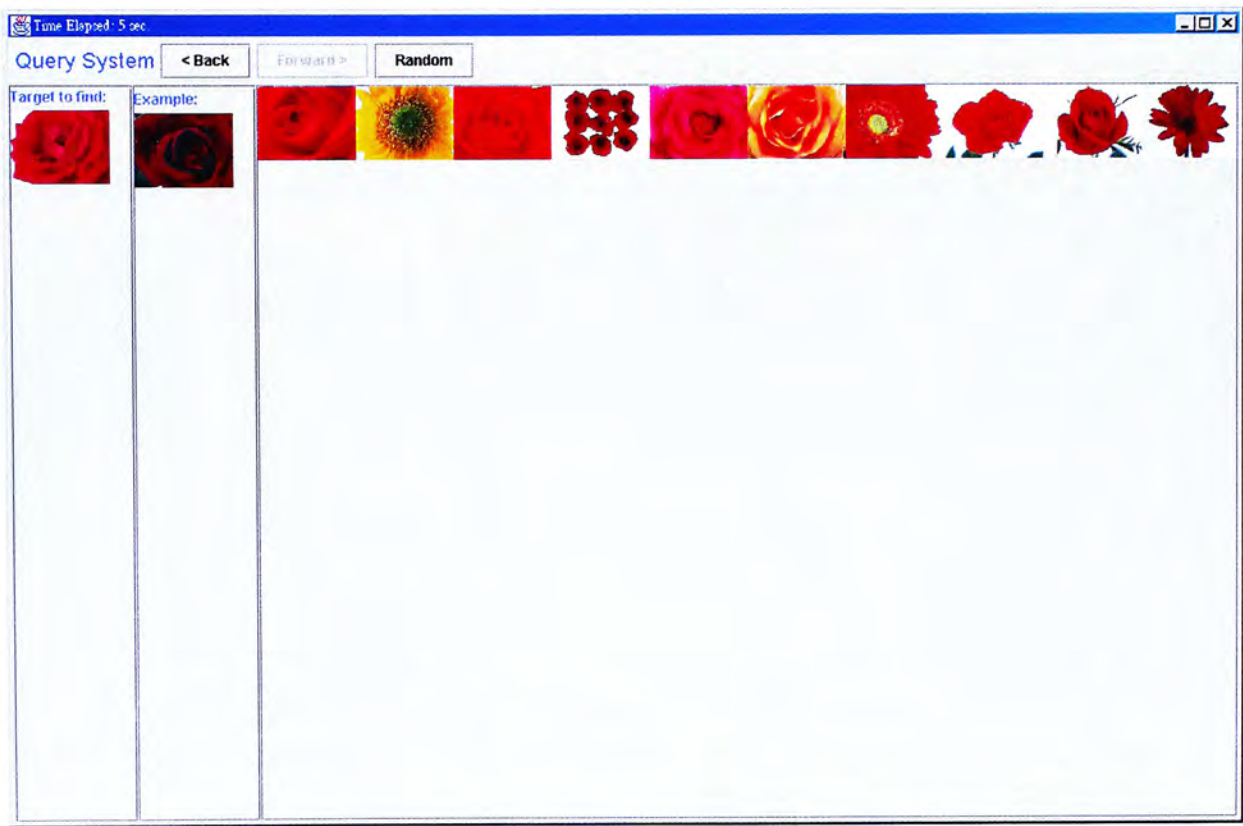 Time Elapsed: 5 sec.
Query System
< Back
Forward >
Random
Target to find:
Example: